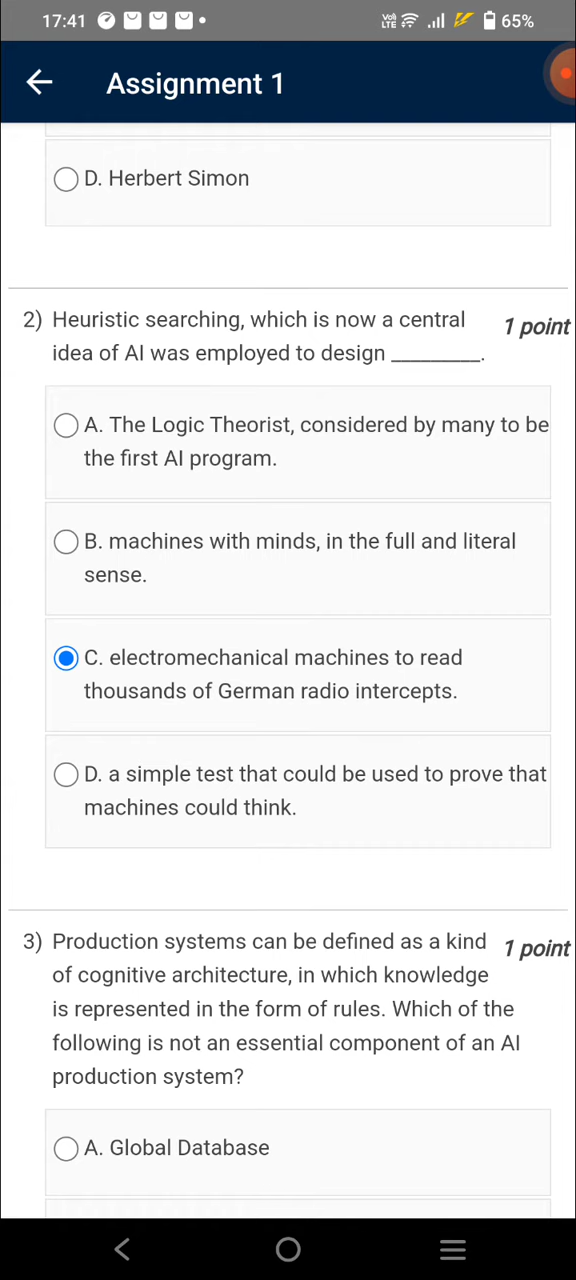 17:41
Vo) LTE
65%
Assignment 1
D. Herbert Simon
2) Heuristic searching, which is now a central
1 point
idea of AI was employed to design _________.
A. The Logic Theorist, considered by many to be
the first AI program.
B. machines with minds, in the full and literal
sense.
C. electromechanical machines to read
thousands of German radio intercepts.
D. a simple test that could be used to prove that
machines could think.
3) Production systems can be defined as a kind
1 point
of cognitive architecture, in which knowledge
is represented in the form of rules. Which of the
following is not an essential component of an AI
production system?
A. Global Database